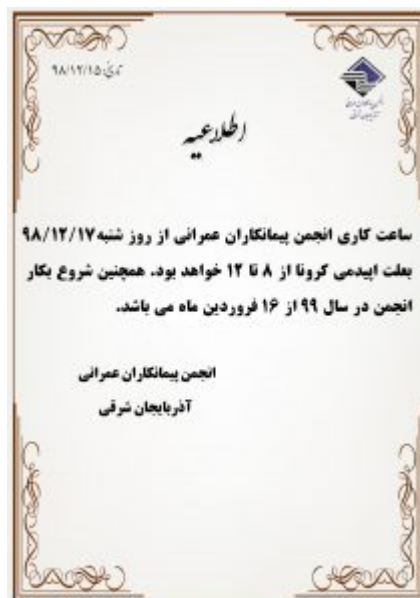 تاریخ: ۹۸/۱۲/۱۵
اطلاعیه
ساعت کاری انجمن پیمانکاران عمرانی از روز شنبه ۹۸/۱۲/۱۷
بعلت اپیدمی کرونا از ۸ تا ۱۲ خواهد بود. همچنین شروع بکار
انجمن در سال ۹۹ از ۱۶ فروردین ماه می باشد.
انجمن پیمانکاران عمرانی
آذربایجان شرقی